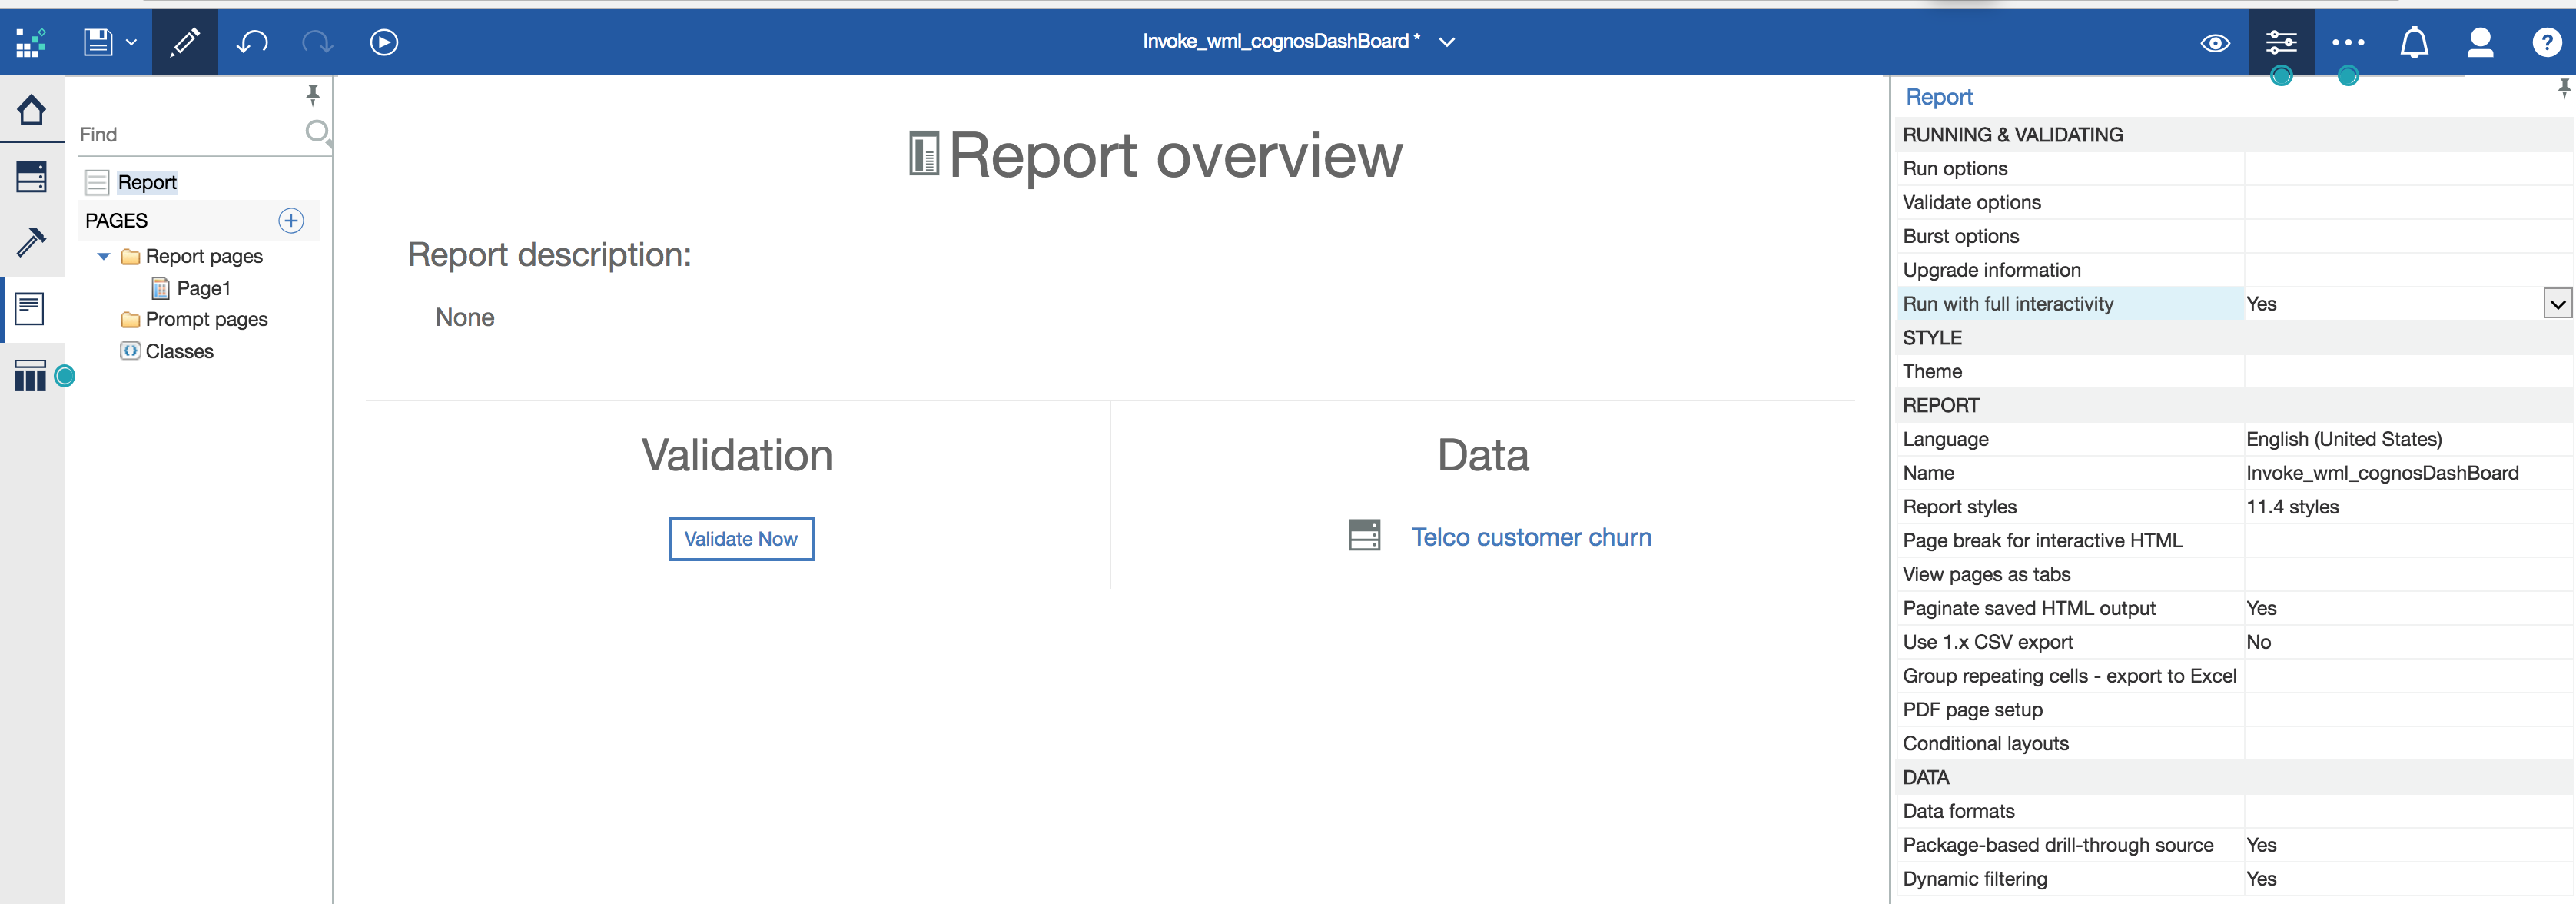 Invoke_wml_cognosDashBoard *
?
Find
Report
PAGES
Report pages
Page1
Prompt pages
Classes
Report overview
Report description:
None
Validation
Validate Now
Data
Telco customer churn
Report
RUNNING & VALIDATING
Run options
Validate options
Burst options
Upgrade information
Run with full interactivity Yes
STYLE
Theme
REPORT
Language English (United States)
Name Invoke_wml_cognosDashBoard
Report styles 11.4 styles
Page break for interactive HTML
View pages as tabs
Paginate saved HTML output Yes
Use 1.x CSV export No
Group repeating cells - export to Excel
PDF page setup
Conditional layouts
DATA
Data formats
Package-based drill-through source Yes
Dynamic filtering Yes